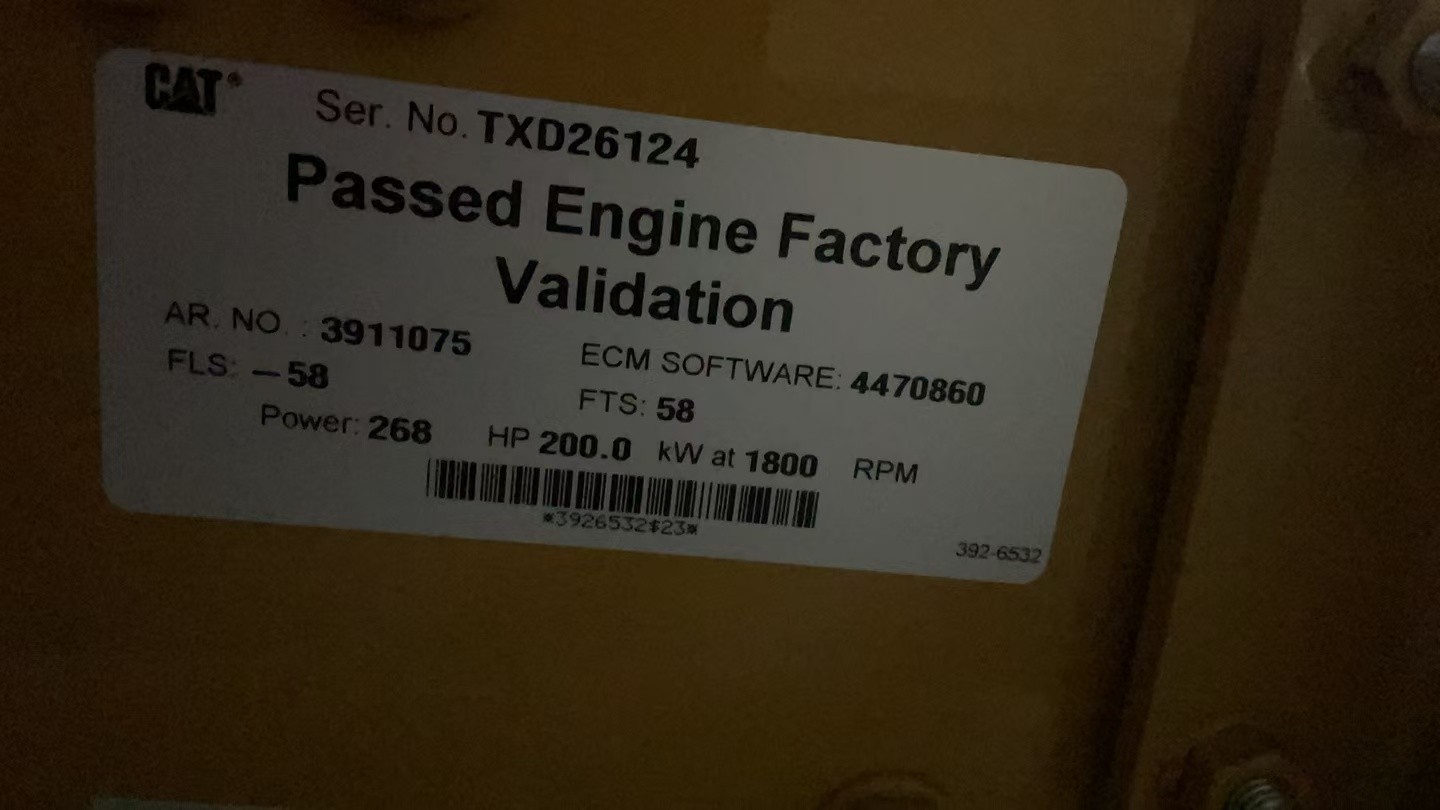 CAT® Ser. No. TXD26124
Passed Engine Factory
Validation
AR. NO. : 3911075 ECM SOFTWARE: 4470860
FLS: –58 FTS: 58
Power: 268 HP 200.0 kW at 1800 RPM
*3926532$23*
392-6532